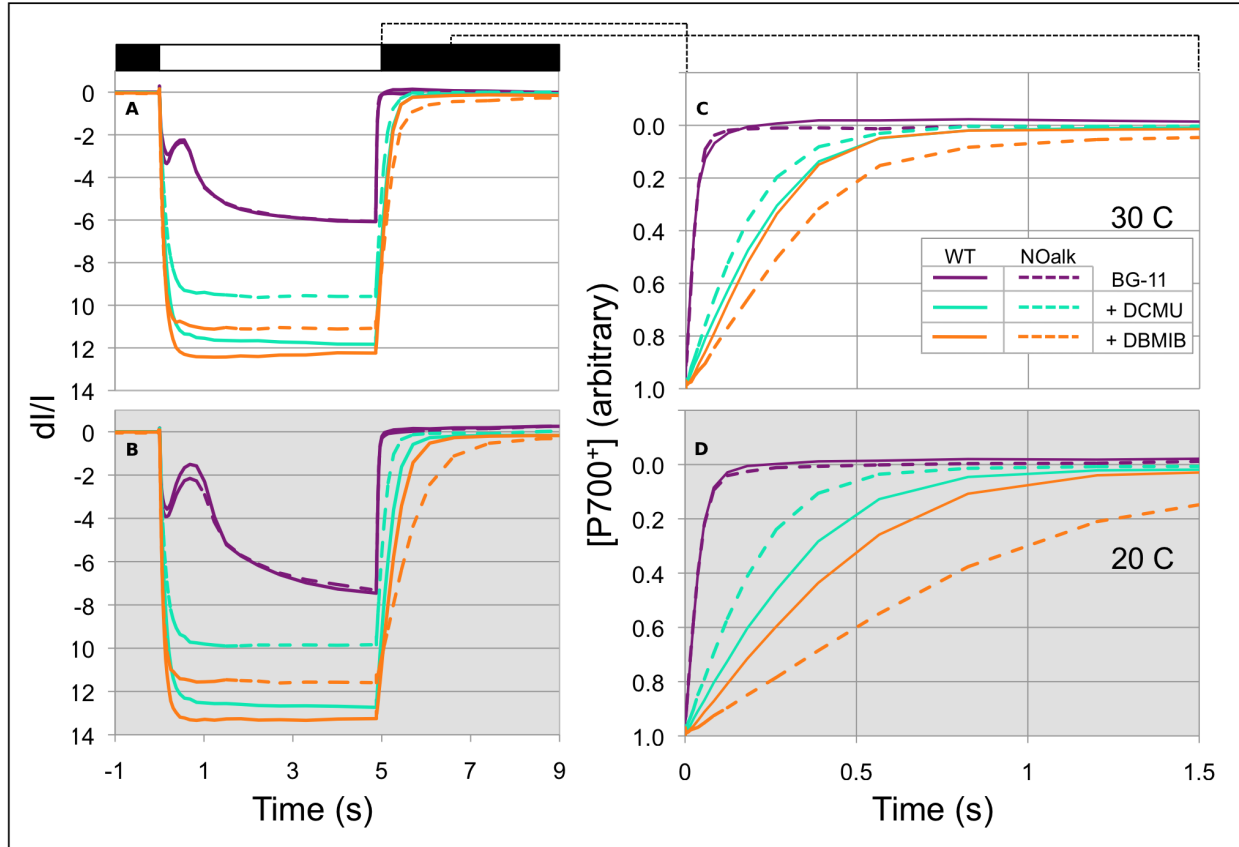 A
0
-2
-4
-6
-8
10
12
14
B
0
-2
-4
-6
-8
10
12
14
-1
1
3
5
7
9
Time (s)
dI/I
C
0.0
0.2
0.4
0.6
0.8
1.0
30 C
WT NOalk
BG-11
+ DCMU
+ DBMIB
[P700+] (arbitrary)
D
0.0
0.2
0.4
0.6
0.8
1.0
20 C
0
0.5
1
1.5
Time (s)